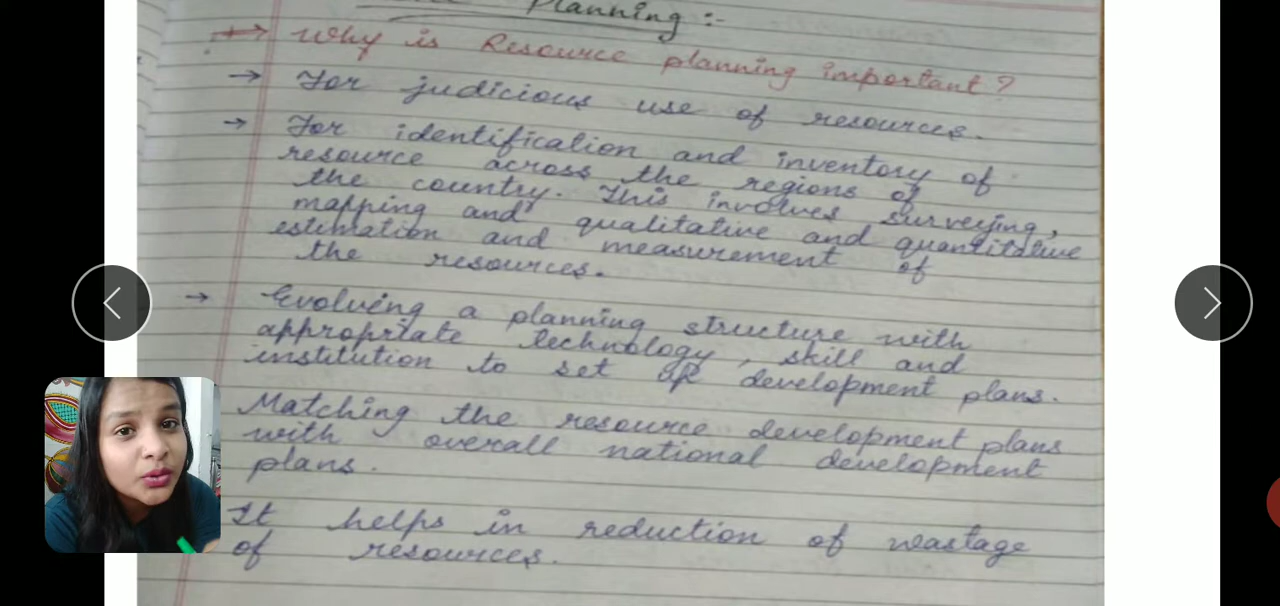 Planning :-
Why is Resource planning important ?
→ For judicious use of resources.
→ For identification and inventory of
resource across the regions of
the country. This involves surveying,
mapping and qualitative and quantitative
estimation and measurement of
the resources.
→ Evolving a planning structure with
appropriate technology, skill and
institution to set up development plans.
Matching the resource development plans
with overall national development
plans.
It helps in reduction of wastage
of resources.